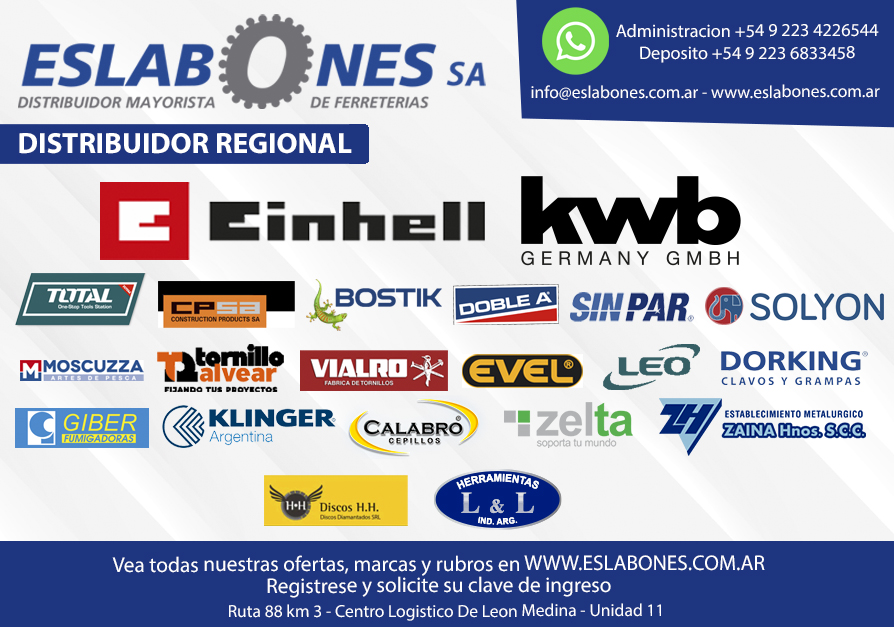 ESLABONES SA
DISTRIBUIDOR MAYORISTA DE FERRETERIAS
Administracion +54 9 223 4226544
Deposito +54 9 223 6833458
info@eslabones.com.ar - www.eslabones.com.ar
DISTRIBUIDOR REGIONAL
Einhell
kwb
GERMANY GMBH
TOTAL
One-Stop Tools Station
CPSA
CONSTRUCTION PRODUCTS SA
BOSTIK
DOBLE A
SIN PAR®
SOLYON
M MOSCUZZA
ARTES DE PESCA
tornillo
alvear
FIJANDO TUS PROYECTOS
VIALRO
FABRICA DE TORNILLOS
EVEL®
LEO®
DORKING®
CLAVOS Y GRAMPAS
GIBER
FUMIGADORAS
KLINGER®
Argentina
CALABRO®
CEPILLOS
zelta
soporta tu mundo
ZH
ESTABLECIMIENTO METALURGICO
ZAINA Hnos. S.C.C.
H H
Discos H.H.
Discos Diamantados SRL
HERRAMIENTAS
L & L
IND. ARG.
Vea todas nuestras ofertas, marcas y rubros en WWW.ESLABONES.COM.AR
Registrese y solicite su clave de ingreso
Ruta 88 km 3 - Centro Logistico De Leon Medina - Unidad 11